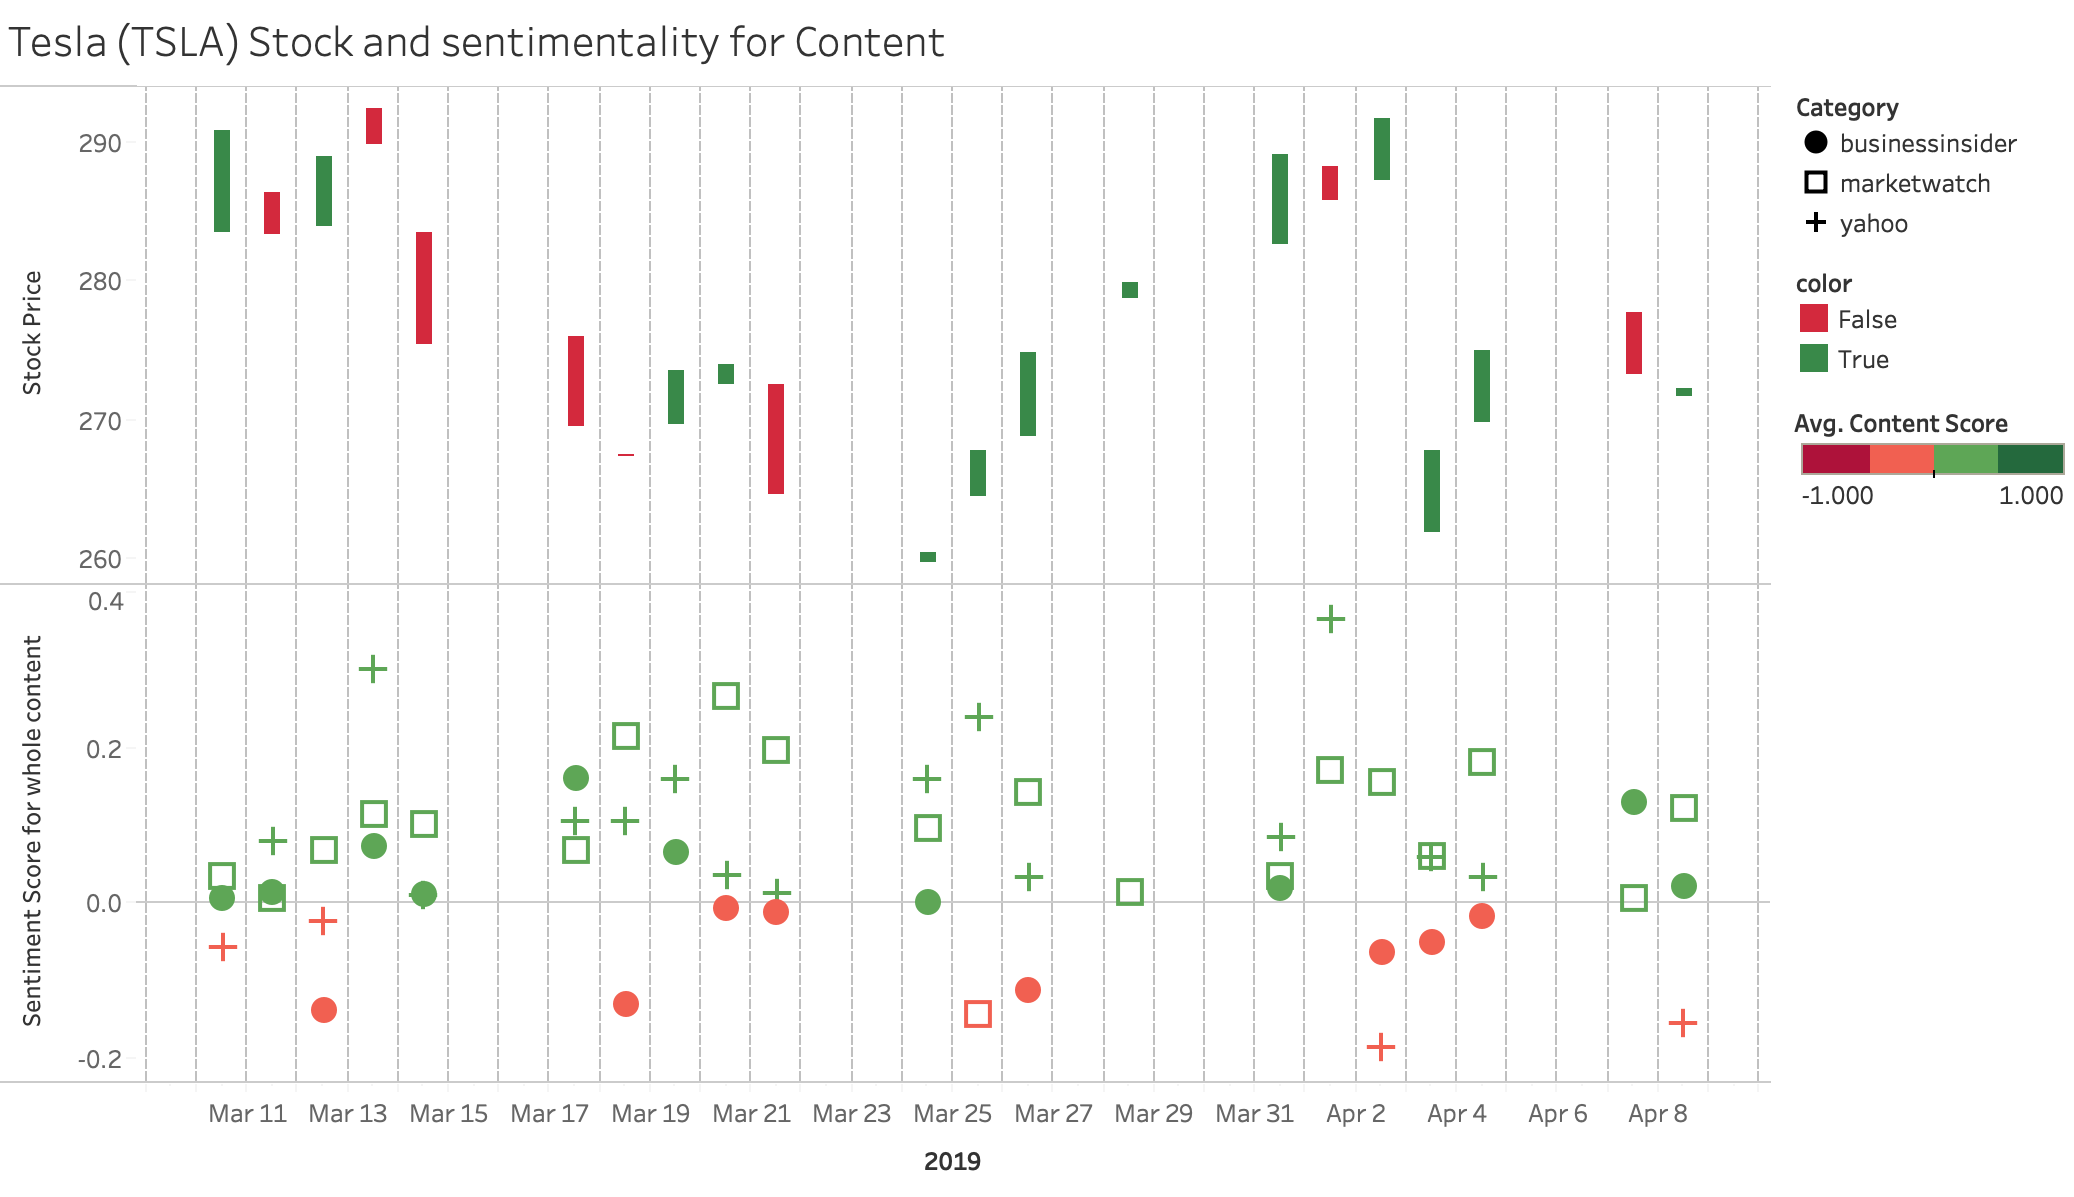 Tesla (TSLA) Stock and sentimentality for Content
Stock Price
290
280
270
260
Sentiment Score for whole content
0.4
0.2
0.0
-0.2
Mar 11 Mar 13 Mar 15 Mar 17 Mar 19 Mar 21 Mar 23 Mar 25 Mar 27 Mar 29 Mar 31 Apr 2 Apr 4 Apr 6 Apr 8
2019
Category
businessinsider
marketwatch
yahoo
color
False
True
Avg. Content Score
-1.000 1.000